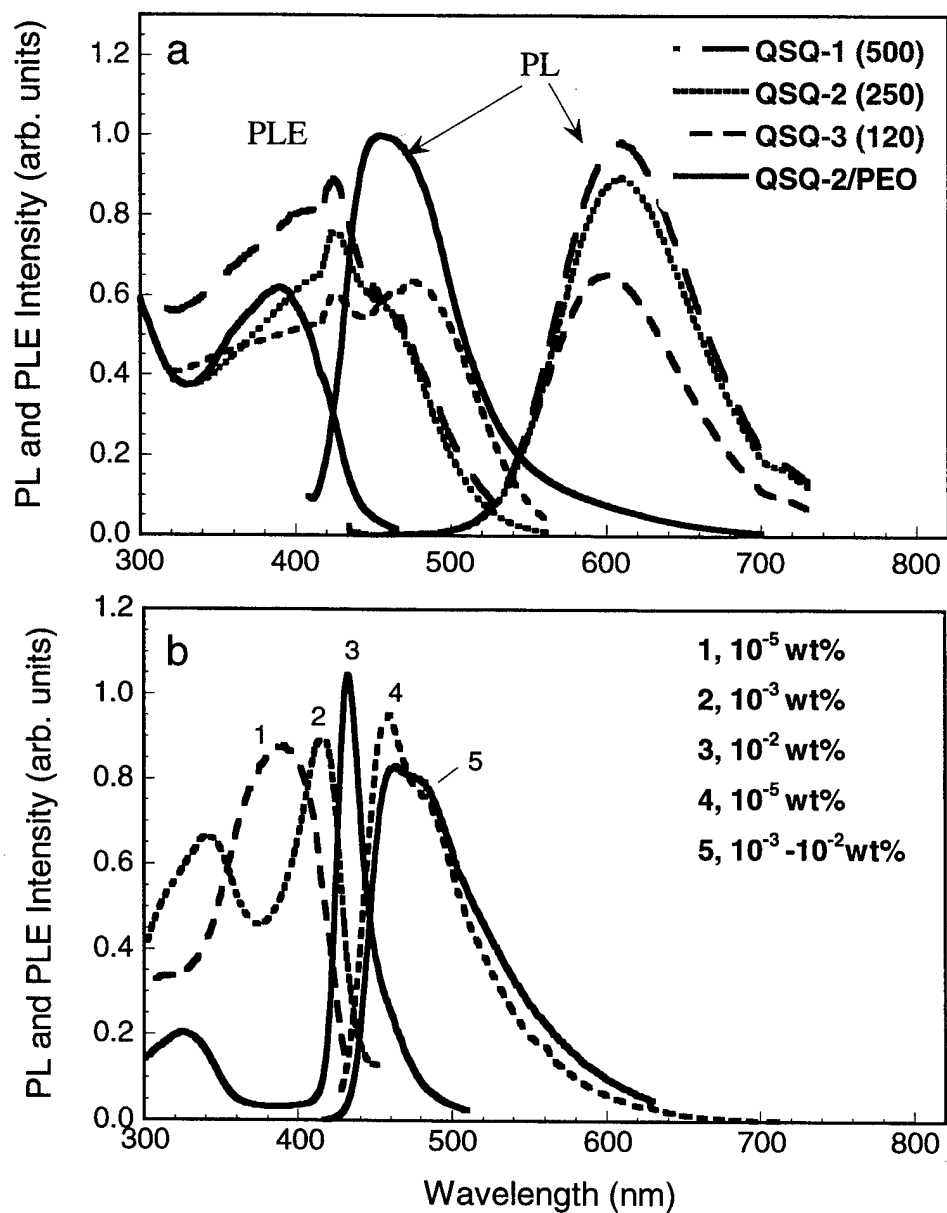 a
PL and PLE Intensity (arb. units)
1.2
1.0
0.8
0.6
0.4
0.2
0.0
PLE
PL
QSQ-1 (500)
QSQ-2 (250)
QSQ-3 (120)
QSQ-2/PEO
300 400 500 600 700 800
b
PL and PLE Intensity (arb. units)
1.2
1.0
0.8
0.6
0.4
0.2
0.0
1
2
3
4
5
1, 10⁻⁵ wt%
2, 10⁻³ wt%
3, 10⁻² wt%
4, 10⁻⁵ wt%
5, 10⁻³ -10⁻² wt%
300 400 500 600 700 800
Wavelength (nm)